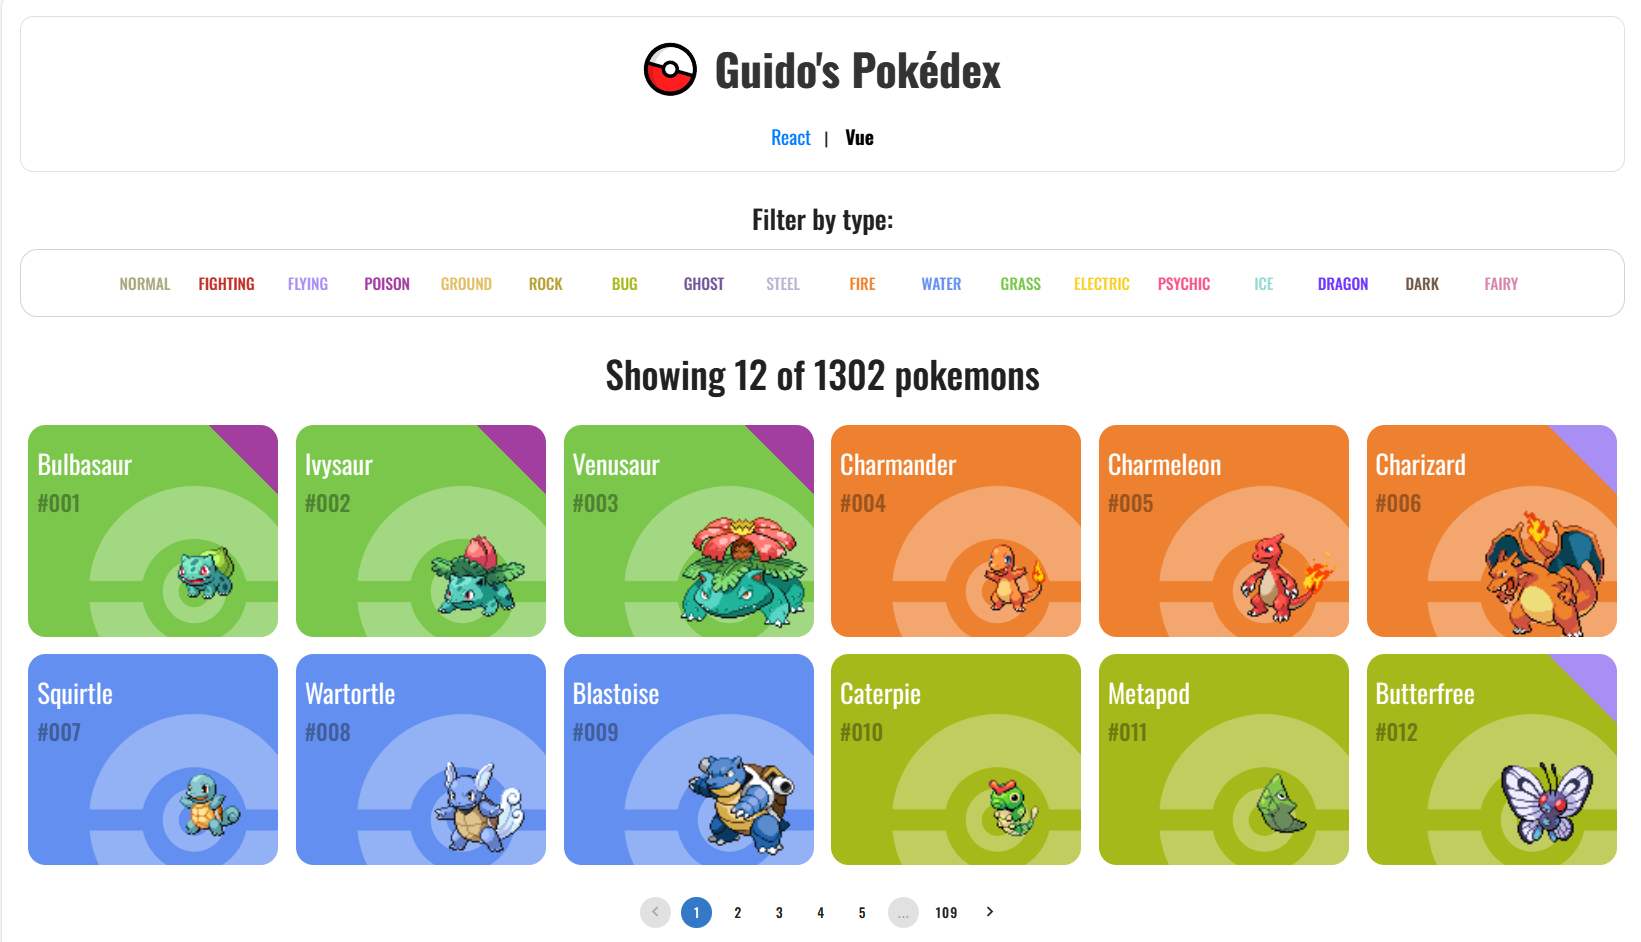 Guido's Pokédex
React | Vue
Filter by type:
NORMAL FIGHTING FLYING POISON GROUND ROCK BUG GHOST STEEL FIRE WATER GRASS ELECTRIC PSYCHIC ICE DRAGON DARK FAIRY
Showing 12 of 1302 pokemons
Bulbasaur
#001
Ivysaur
#002
Venusaur
#003
Charmander
#004
Charmeleon
#005
Charizard
#006
Squirtle
#007
Wartortle
#008
Blastoise
#009
Caterpie
#010
Metapod
#011
Butterfree
#012
1 2 3 4 5 ... 109